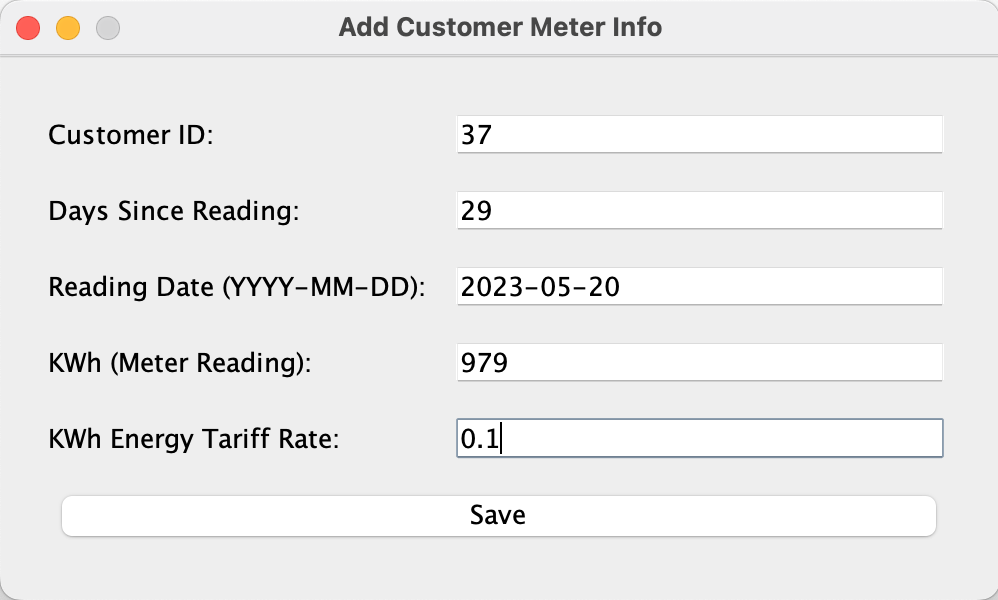 Add Customer Meter Info
Customer ID: 37
Days Since Reading: 29
Reading Date (YYYY-MM-DD): 2023-05-20
KWh (Meter Reading): 979
KWh Energy Tariff Rate: 0.1
Save